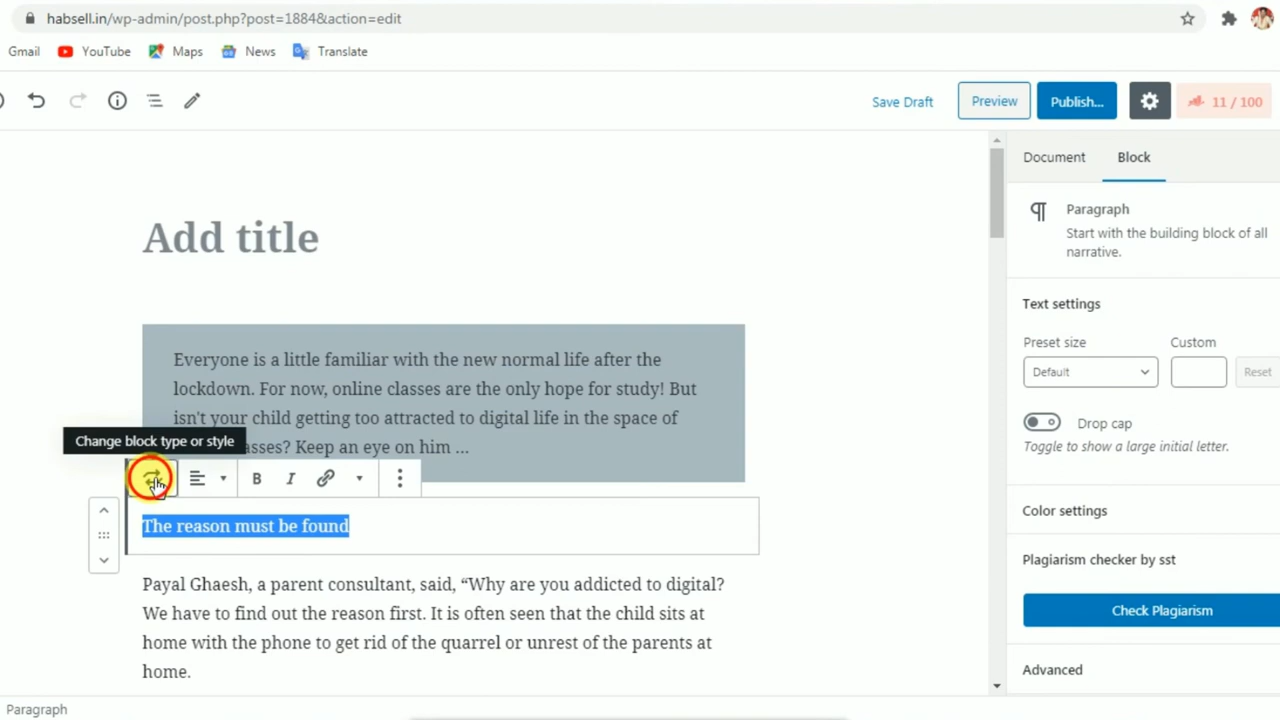 habsell.in/wp-admin/post.php?post=1884&action=edit
Gmail YouTube Maps News Translate
Save Draft Preview Publish... 11 / 100
Document Block
Add title
Paragraph
Start with the building block of all
narrative.
Text settings
Preset size Custom
Default Reset
Drop cap
Toggle to show a large initial letter.
Color settings
Plagiarism checker by sst
Check Plagiarism
Advanced
Everyone is a little familiar with the new normal life after the
lockdown. For now, online classes are the only hope for study! But
isn't your child getting too attracted to digital life in the space of
asses? Keep an eye on him ...
Change block type or style
B I
The reason must be found
Payal Ghaesh, a parent consultant, said, “Why are you addicted to digital?
We have to find out the reason first. It is often seen that the child sits at
home with the phone to get rid of the quarrel or unrest of the parents at
home.
Paragraph